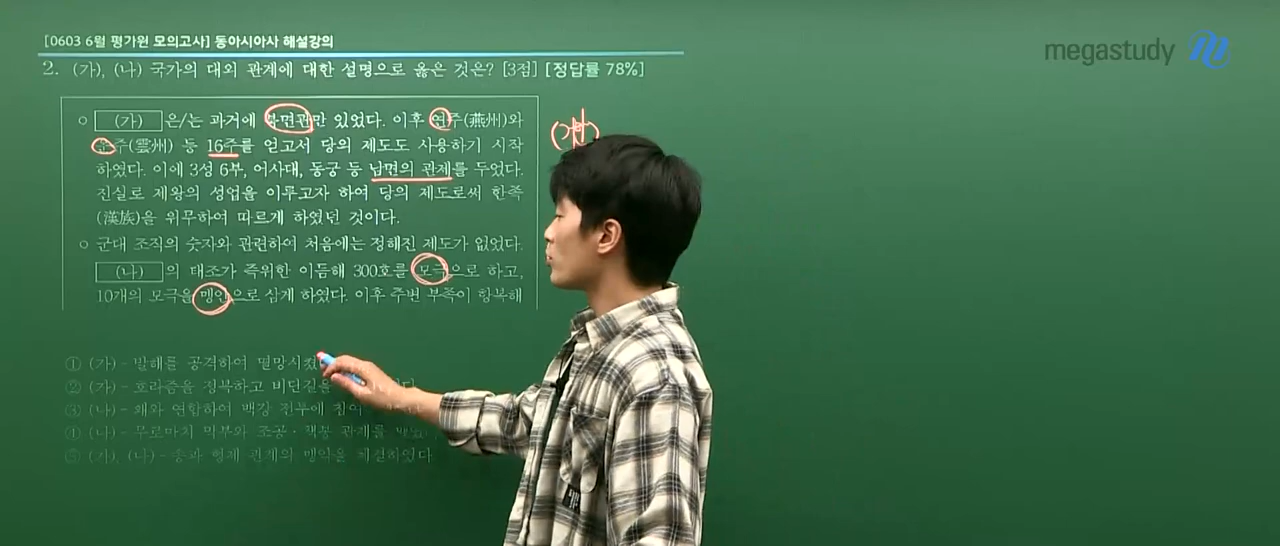 [0603 6월 평가원 모의고사] 동아시아사 해설강의
megastudy
2. (가), (나) 국가의 대외 관계에 대한 설명으로 옳은 것은? [3점] [정답률 78%]
○ (가) 은/는 과거에 북면관만 있었다. 이후 연주(燕州)와
운주(雲州) 등 16주를 얻고서 당의 제도도 사용하기 시작
하였다. 이에 3성 6부, 어사대, 동궁 등 남면의 관제를 두었다.
진실로 제왕의 성업을 이루고자 하여 당의 제도로써 한족
(漢族)을 위무하여 따르게 하였던 것이다.
○ 군대 조직의 숫자와 관련하여 처음에는 정해진 제도가 없었다.
(나) 의 태조가 즉위한 이듬해 300호를 모극으로 하고,
10개의 모극을 맹안으로 삼게 하였다. 이후 주변 부족이 항복해
① (가) - 발해를 공격하여 멸망시켰
② (가) - 호라즘을 정복하고 비단길을
③ (나) - 왜와 연합하여 백강 전투에 참여
④ (나) - 무로마치 막부와 조공·책봉 관계를
⑤ (가), (나) - 송과 형제 관계의 맹약을 체결하였다